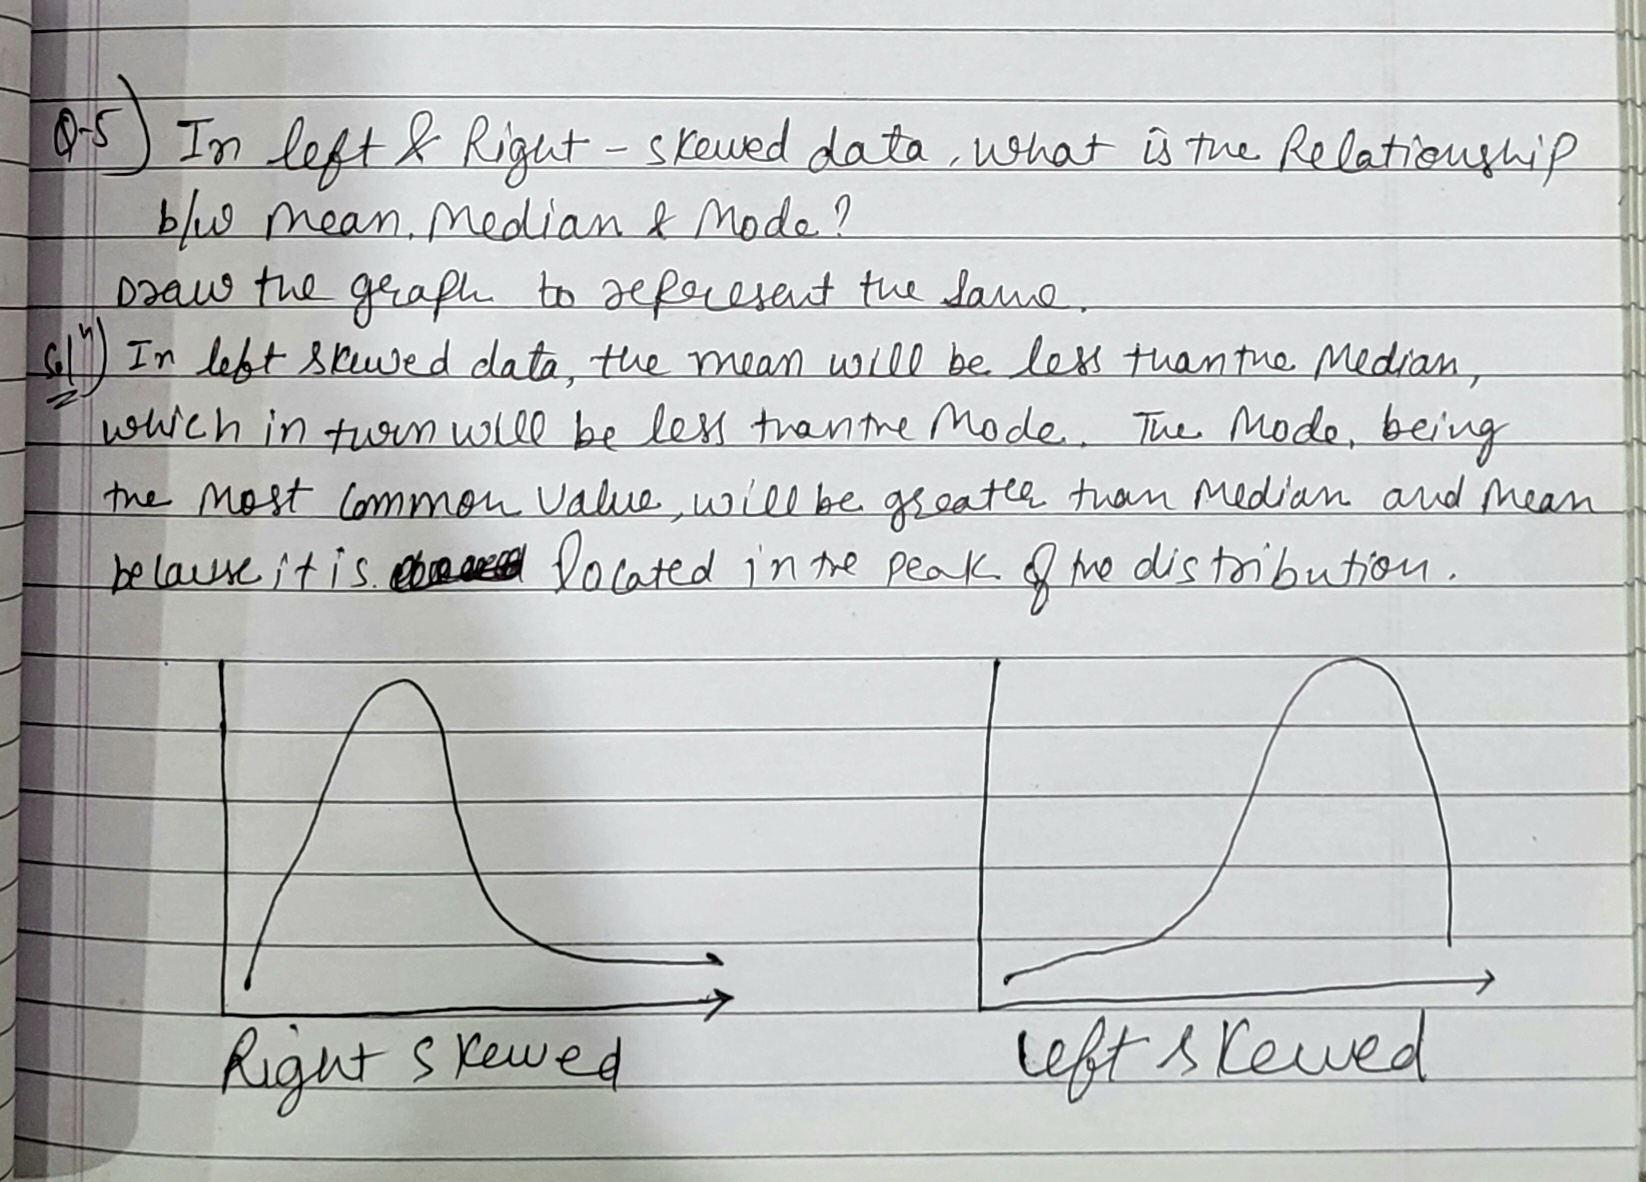 Q-5) In left & Right - skewed data, what is the Relationship
b/w Mean, Median & Mode?
Draw the graph to represent the same.
Solⁿ) In left skewed data, the mean will be less than the Median,
which in turn will be less than the Mode. The Mode, being
the most common value, will be greater than Median and Mean
because it is located in the peak of the distribution.
Right skewed
left skewed